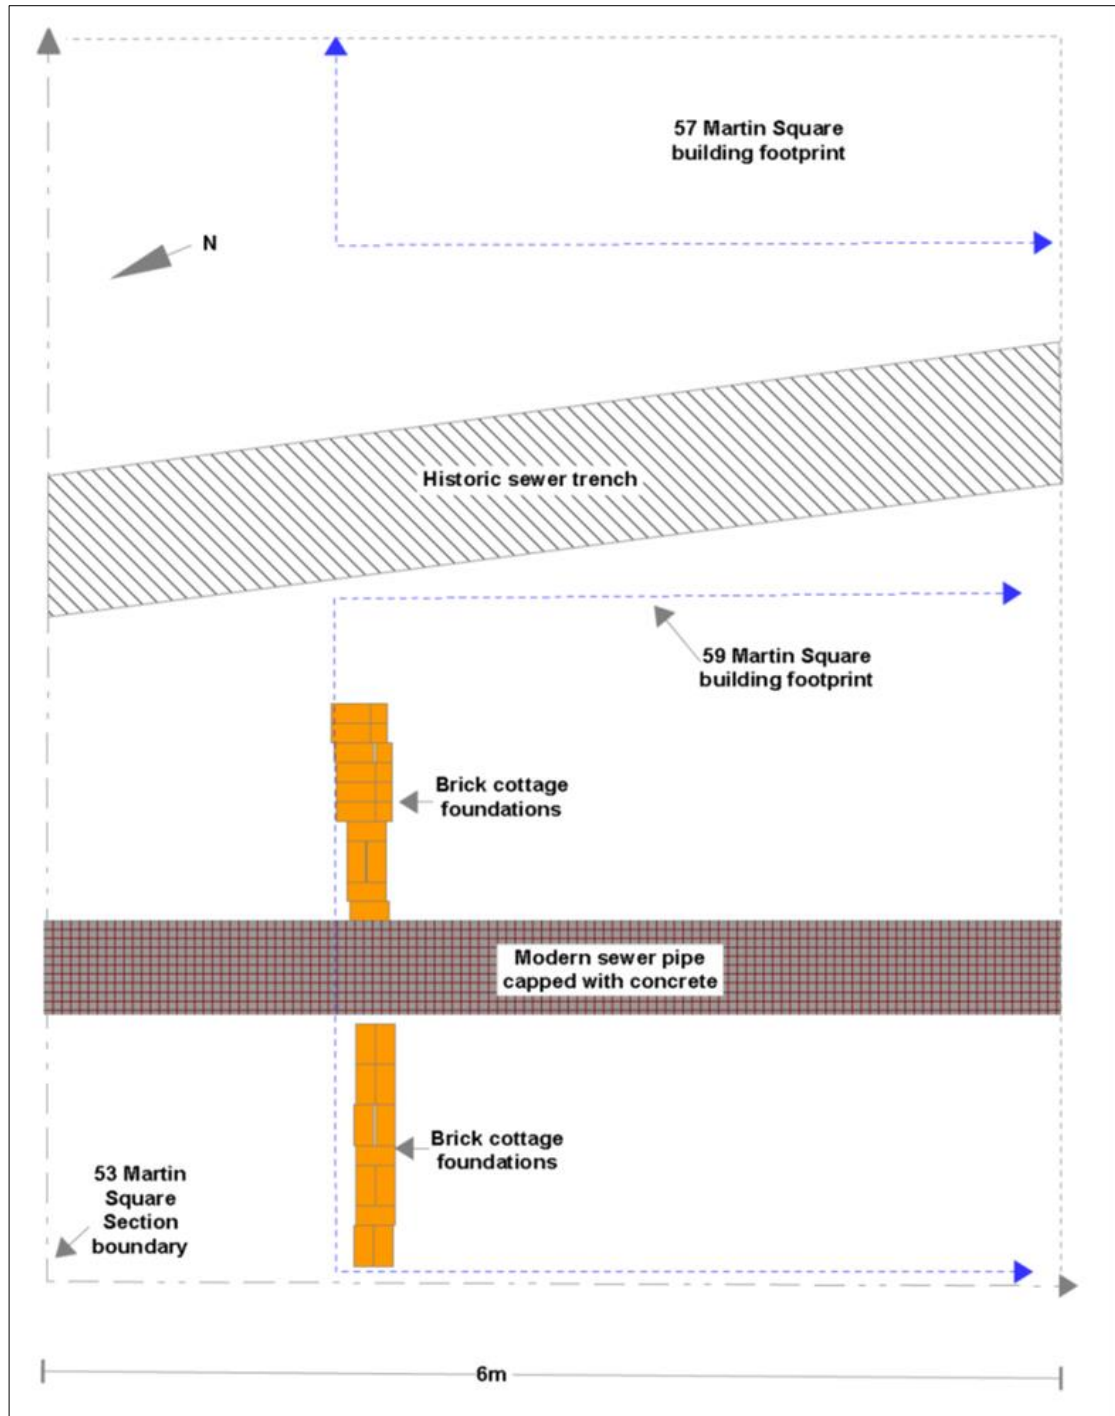 57 Martin Square
building footprint
N
Historic sewer trench
59 Martin Square
building footprint
Brick cottage
foundations
Modern sewer pipe
capped with concrete
Brick cottage
foundations
53 Martin
Square
Section
boundary
6m